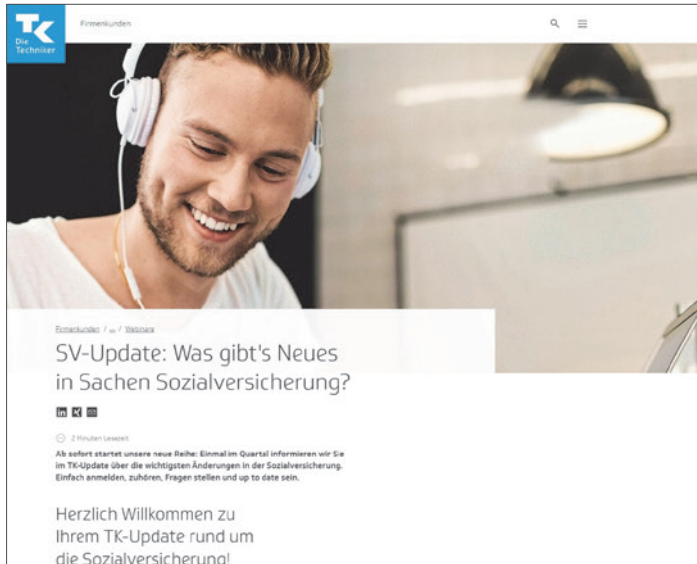 Die
Techniker
Firmenkunden
Firmenkunden / ... / Webinare
SV-Update: Was gibt's Neues
in Sachen Sozialversicherung?
2 Minuten Lesezeit
Ab sofort startet unsere neue Reihe: Einmal im Quartal informieren wir Sie
im TK-Update über die wichtigsten Änderungen in der Sozialversicherung.
Einfach anmelden, zuhören, Fragen stellen und up to date sein.
Herzlich Willkommen zu
Ihrem TK-Update rund um
die Sozialversicherung!